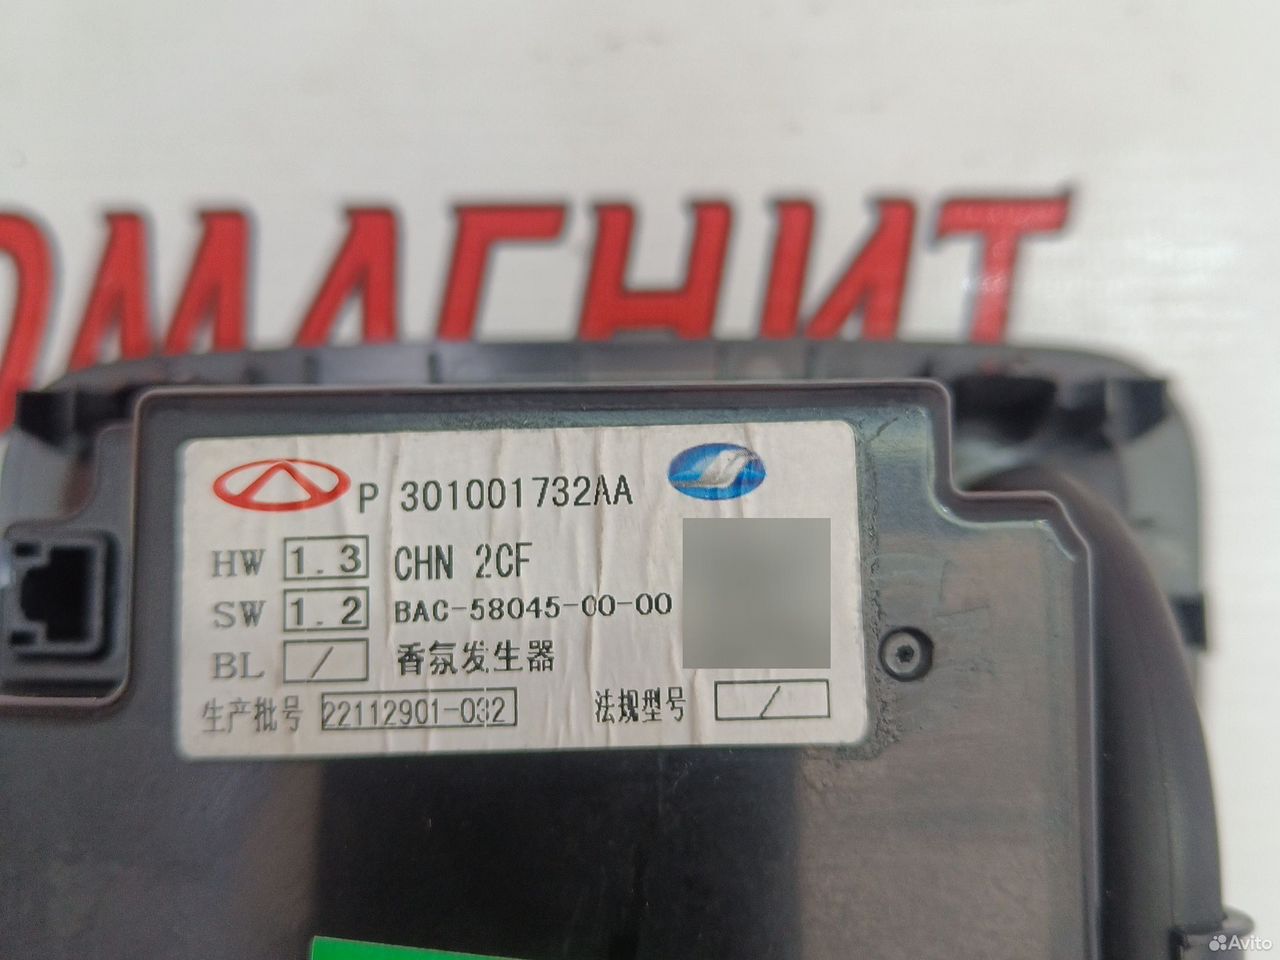 ОМАГНИТ
P 301001732AA
HW 1.3 CHN 2CF
SW 1.2 BAC-58045-00-00
BL / 香氛发生器
生产批号 22112901-032 法规型号 /
Avito